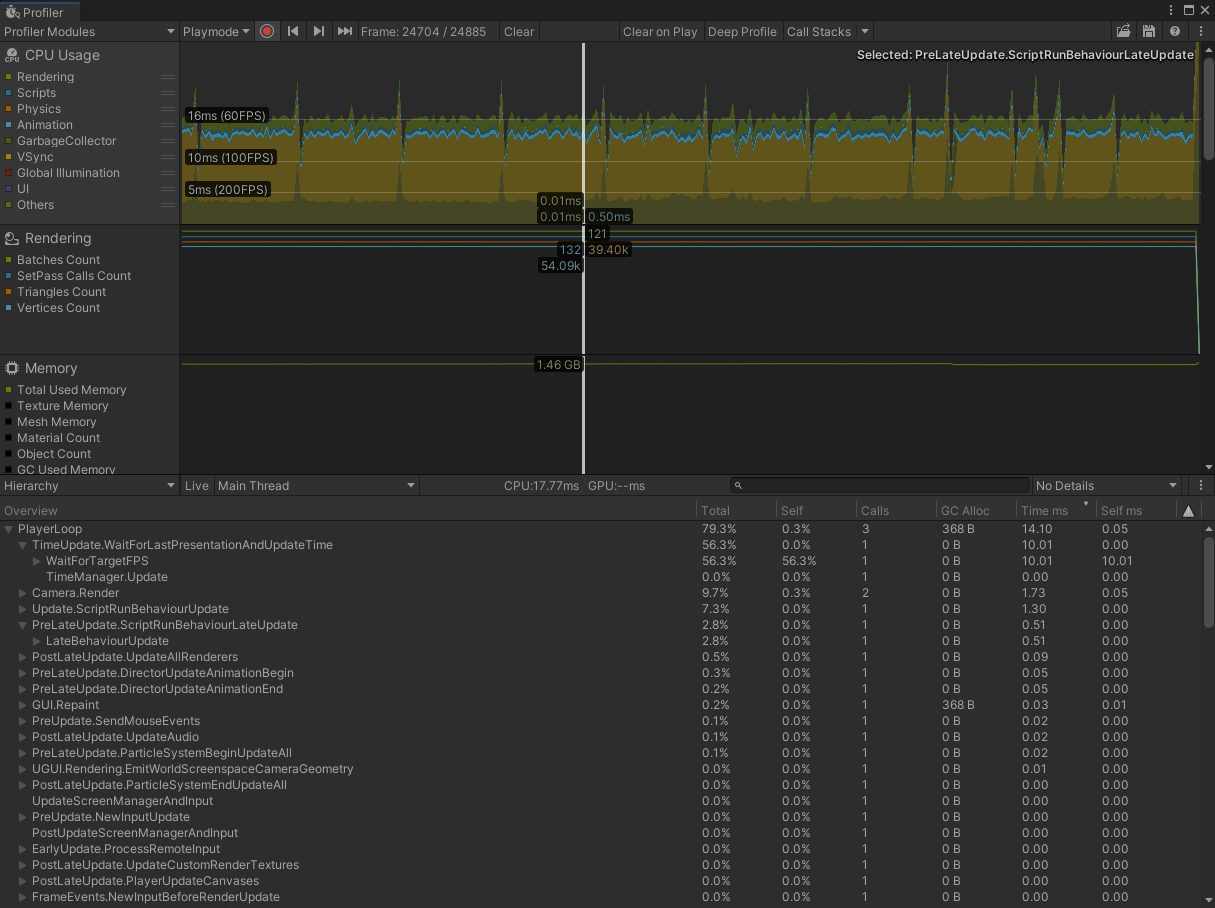 Profiler
Profiler Modules Playmode Frame: 24704 / 24885 Clear Clear on Play Deep Profile Call Stacks
CPU Usage
Selected: PreLateUpdate.ScriptRunBehaviourLateUpdate
Rendering
Scripts
Physics
Animation
GarbageCollector
VSync
Global Illumination
UI
Others
16ms (60FPS)
10ms (100FPS)
5ms (200FPS)
0.01ms
0.01ms 0.50ms
Rendering
Batches Count
SetPass Calls Count
Triangles Count
Vertices Count
121
132 39.40k
54.09k
Memory
Total Used Memory
Texture Memory
Mesh Memory
Material Count
Object Count
GC Used Memory
1.46 GB
Hierarchy Live Main Thread CPU:17.77ms GPU:--ms No Details
Overview Total Self Calls GC Alloc Time ms Self ms
PlayerLoop 79.3% 0.3% 3 368 B 14.10 0.05
TimeUpdate.WaitForLastPresentationAndUpdateTime 56.3% 0.0% 1 0 B 10.01 0.00
WaitForTargetFPS 56.3% 56.3% 1 0 B 10.01 10.01
TimeManager.Update 0.0% 0.0% 1 0 B 0.00 0.00
Camera.Render 9.7% 0.3% 2 0 B 1.73 0.05
Update.ScriptRunBehaviourUpdate 7.3% 0.0% 1 0 B 1.30 0.00
PreLateUpdate.ScriptRunBehaviourLateUpdate 2.8% 0.0% 1 0 B 0.51 0.00
LateBehaviourUpdate 2.8% 0.0% 1 0 B 0.51 0.00
PostLateUpdate.UpdateAllRenderers 0.5% 0.0% 1 0 B 0.09 0.00
PreLateUpdate.DirectorUpdateAnimationBegin 0.3% 0.0% 1 0 B 0.05 0.00
PreLateUpdate.DirectorUpdateAnimationEnd 0.2% 0.0% 1 0 B 0.05 0.00
GUI.Repaint 0.2% 0.0% 1 368 B 0.03 0.01
PreUpdate.SendMouseEvents 0.1% 0.0% 1 0 B 0.02 0.00
PostLateUpdate.UpdateAudio 0.1% 0.0% 1 0 B 0.02 0.00
PreLateUpdate.ParticleSystemBeginUpdateAll 0.1% 0.0% 1 0 B 0.02 0.00
UGUI.Rendering.EmitWorldScreenspaceCameraGeometry 0.0% 0.0% 1 0 B 0.01 0.00
PostLateUpdate.ParticleSystemEndUpdateAll 0.0% 0.0% 1 0 B 0.00 0.00
UpdateScreenManagerAndInput 0.0% 0.0% 1 0 B 0.00 0.00
PreUpdate.NewInputUpdate 0.0% 0.0% 1 0 B 0.00 0.00
PostUpdateScreenManagerAndInput 0.0% 0.0% 1 0 B 0.00 0.00
EarlyUpdate.ProcessRemoteInput 0.0% 0.0% 1 0 B 0.00 0.00
PostLateUpdate.UpdateCustomRenderTextures 0.0% 0.0% 1 0 B 0.00 0.00
PostLateUpdate.PlayerUpdateCanvases 0.0% 0.0% 1 0 B 0.00 0.00
FrameEvents.NewInputBeforeRenderUpdate 0.0% 0.0% 1 0 B 0.00 0.00